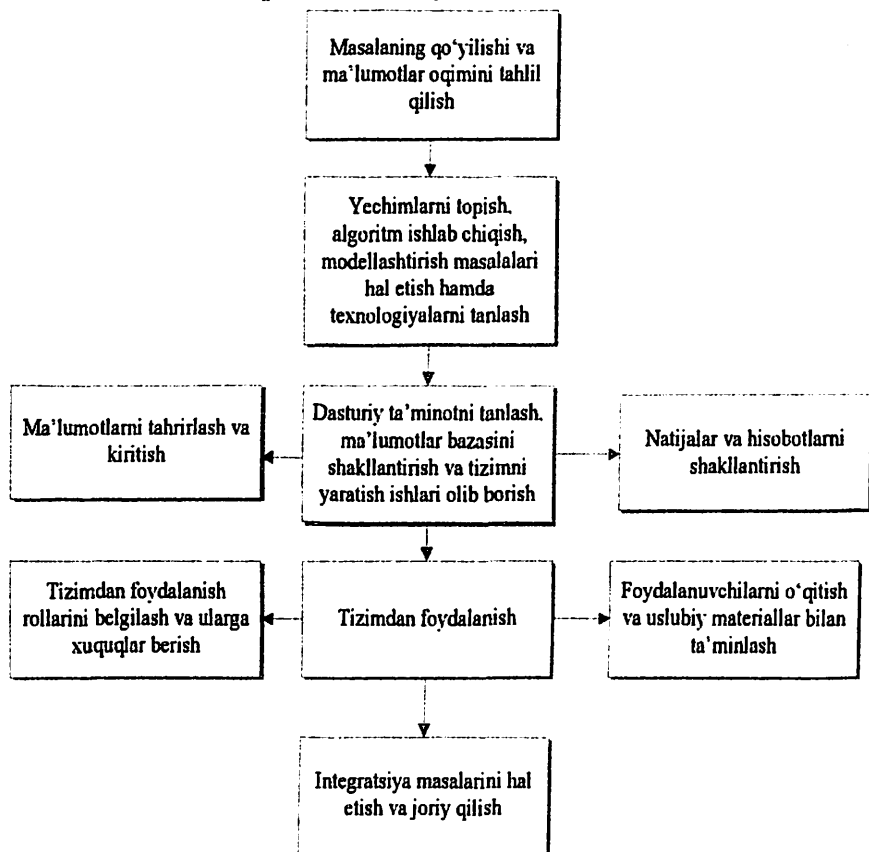 Masalaning qo‘yilishi va
ma’lumotlar oqimini tahlil
qilish
Yechimlarni topish.
algoritm ishlab chiqish,
modellashtirish masalalari
hal etish hamda
texnologiyalarni tanlash
Ma’lumotlarni tahrirlash va
kiritish
Dasturiy ta’minotni tanlash.
ma’lumotlar bazasini
shakllantirish va tizimni
yaratish ishlari olib borish
Natijalar va hisobotlarni
shakllantirish
Tizimdan foydalanish
rollarini belgilash va ularga
xuquqlar berish
Tizimdan foydalanish
Foydalanuvchilarni o‘qitish
va uslubiy materiallar bilan
ta’minlash
Integratsiya masalarini hal
etish va joriy qilish